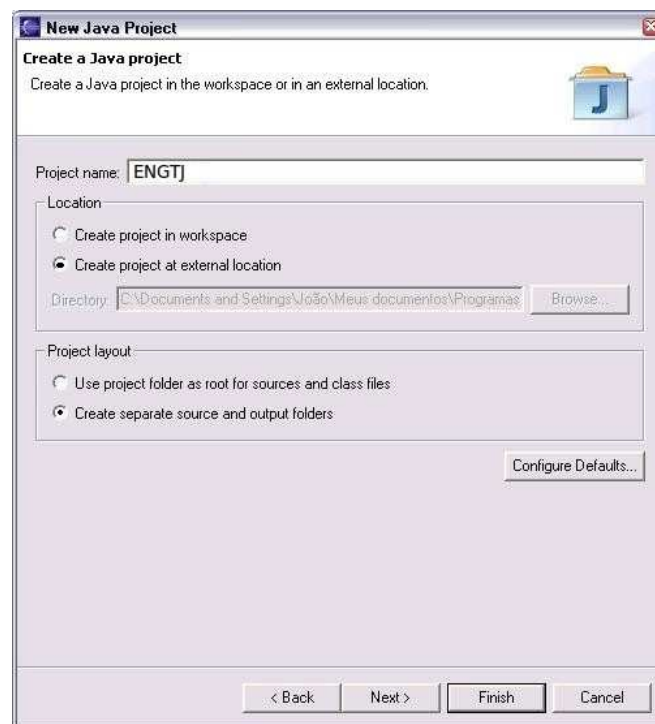 New Java Project
Create a Java project
Create a Java project in the workspace or in an external location.
J
Project name: ENGTJ
Location
Create project in workspace
Create project at external location
Directory: C:\Documents and Settings\João\Meus documentos\Programas
Browse...
Project layout
Use project folder as root for sources and class files
Create separate source and output folders
Configure Defaults...
< Back
Next >
Finish
Cancel